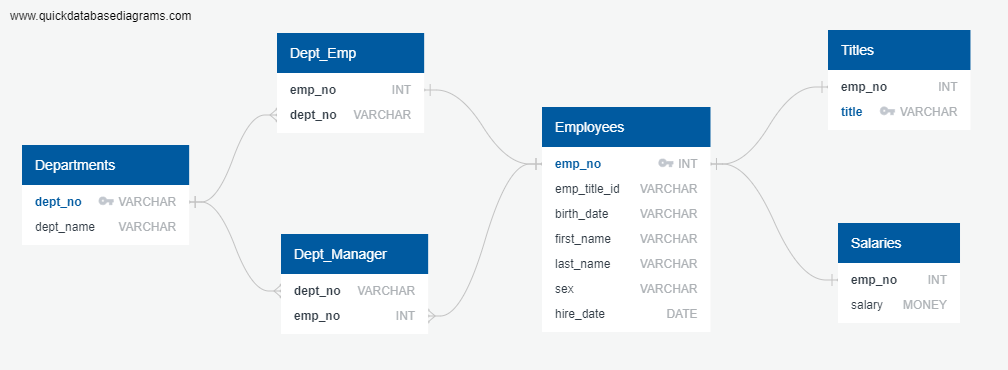 www.quickdatabasediagrams.com
Departments
dept_no VARCHAR
dept_name VARCHAR
Dept_Emp
emp_no INT
dept_no VARCHAR
Dept_Manager
dept_no VARCHAR
emp_no INT
Employees
emp_no INT
emp_title_id VARCHAR
birth_date VARCHAR
first_name VARCHAR
last_name VARCHAR
sex VARCHAR
hire_date DATE
Titles
emp_no INT
title VARCHAR
Salaries
emp_no INT
salary MONEY